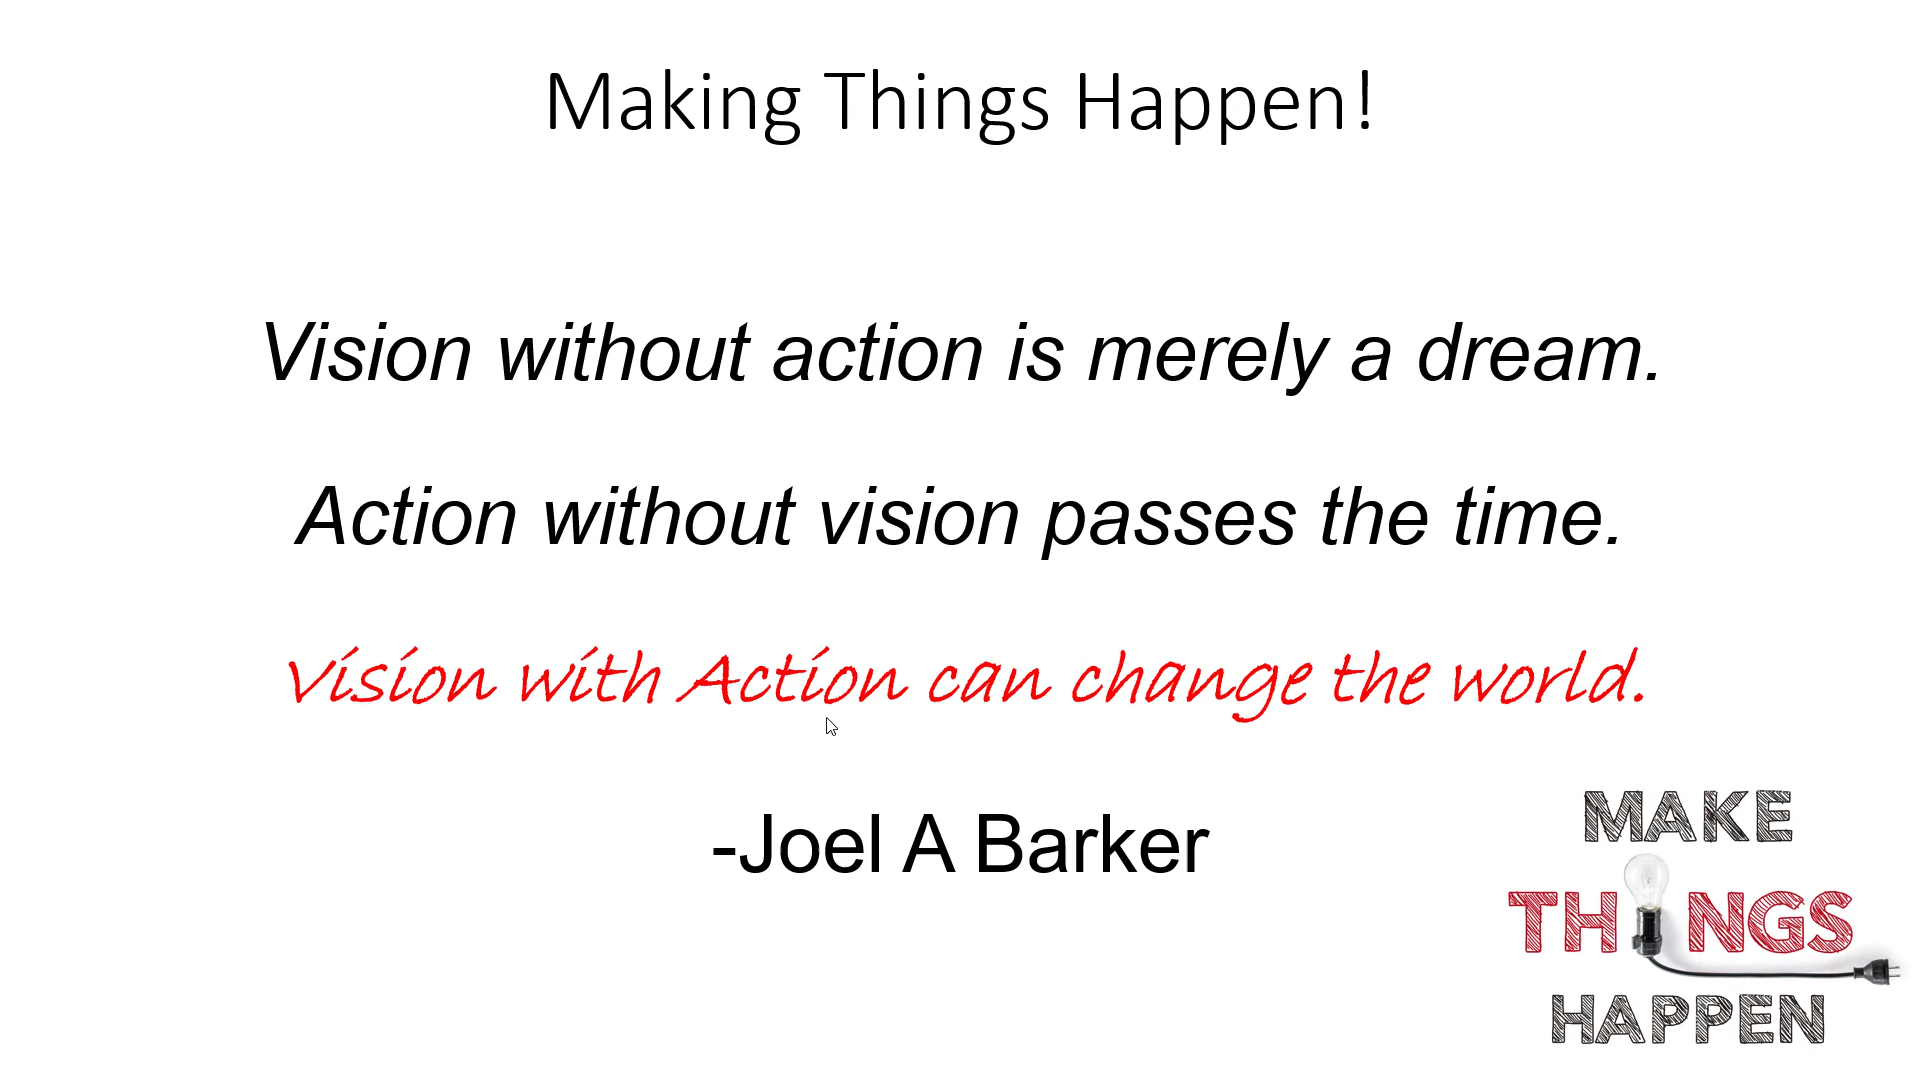 Making Things Happen!
Vision without action is merely a dream.
Action without vision passes the time.
Vision with Action can change the world.
-Joel A Barker
MAKE
THINGS
HAPPEN